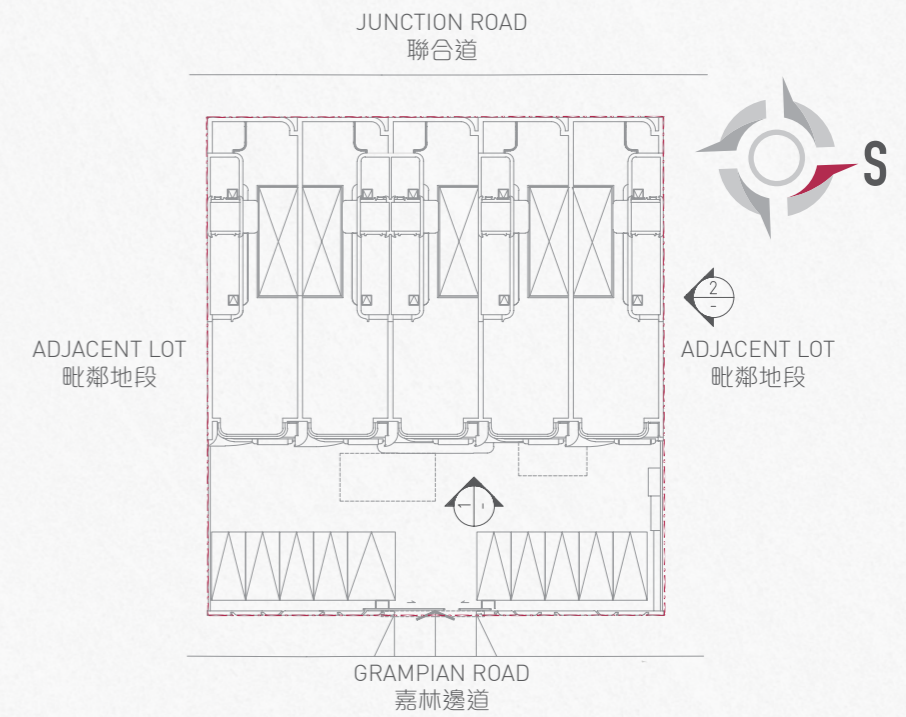 JUNCTION ROAD
聯合道
S
2
-
ADJACENT LOT
毗鄰地段
ADJACENT LOT
毗鄰地段
1
-
GRAMPIAN ROAD
嘉林邊道